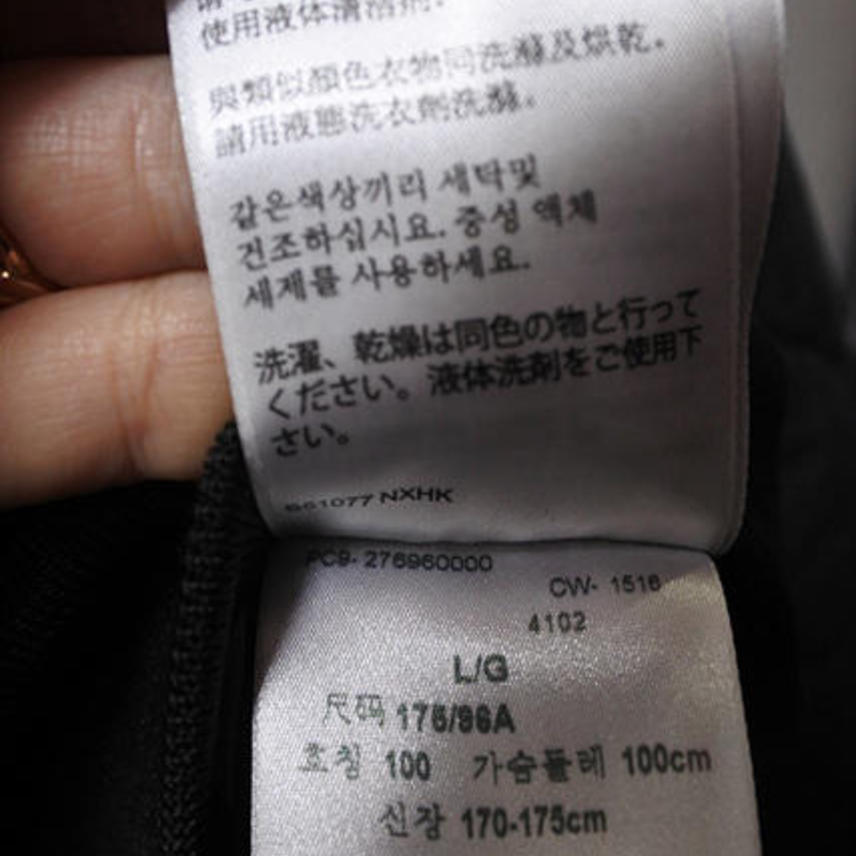 使用液体清洁剂.
與類似顏色衣物同洗滌及烘乾。
請用液態洗衣劑洗滌。
같은색상끼리 세탁및
건조하십시요. 중성 액체
세제를 사용하세요.
洗濯、乾燥は同色の物と行って
ください。液体洗剤をご使用下
さい。
NXHK
PC9- 276960000
CW- 1516
4102
L/G
尺码 175/96A
호칭 100 가슴둘레 100cm
신장 170-175cm